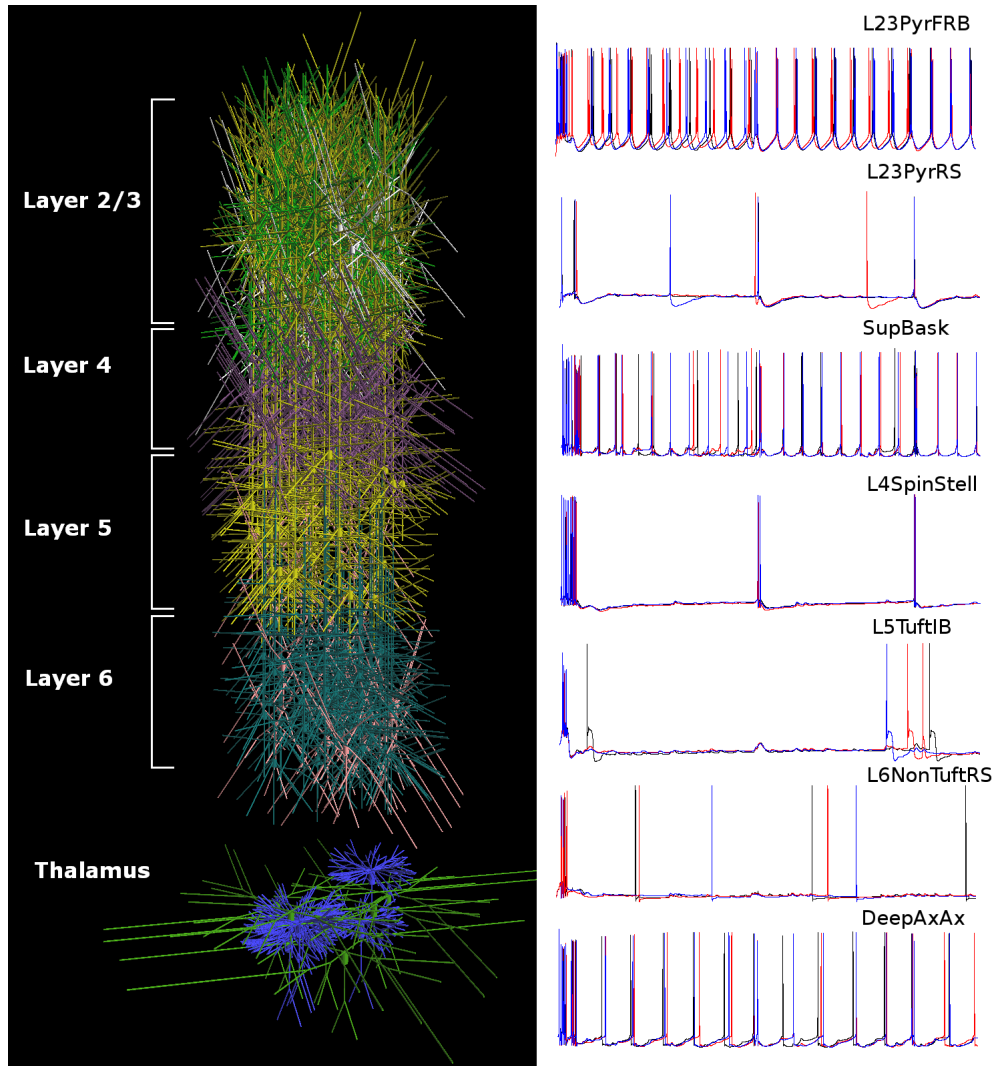 Layer 2/3
Layer 4
Layer 5
Layer 6
Thalamus
L23PyrFRB
L23PyrRS
SupBask
L4SpinStell
L5TuftIB
L6NonTuftRS
DeepAxAx